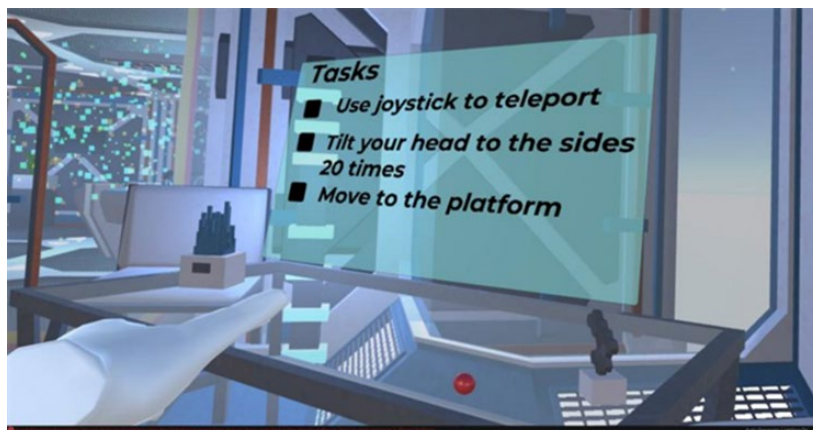 Tasks
Use joystick to teleport
Tilt your head to the sides
20 times
Move to the platform